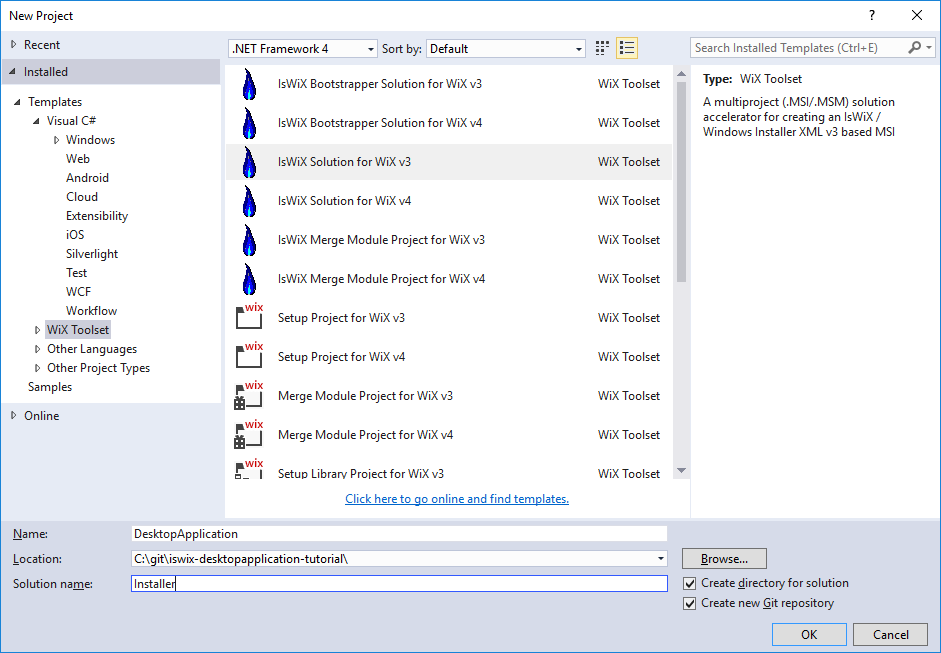 New Project
?
Recent
Installed
Templates
Visual C#
Windows
Web
Android
Cloud
Extensibility
iOS
Silverlight
Test
WCF
Workflow
WiX Toolset
Other Languages
Other Project Types
Samples
Online
.NET Framework 4 Sort by: Default
IsWiX Bootstrapper Solution for WiX v3 WiX Toolset
IsWiX Bootstrapper Solution for WiX v4 WiX Toolset
IsWiX Solution for WiX v3 WiX Toolset
IsWiX Solution for WiX v4 WiX Toolset
IsWiX Merge Module Project for WiX v3 WiX Toolset
IsWiX Merge Module Project for WiX v4 WiX Toolset
wix Setup Project for WiX v3 WiX Toolset
wix Setup Project for WiX v4 WiX Toolset
wix Merge Module Project for WiX v3 WiX Toolset
wix Merge Module Project for WiX v4 WiX Toolset
wix Setup Library Project for WiX v3 WiX Toolset
Click here to go online and find templates.
Search Installed Templates (Ctrl+E)
Type: WiX Toolset
A multiproject (.MSI/.MSM) solution
accelerator for creating an IsWiX /
Windows Installer XML v3 based MSI
Name: DesktopApplication
Location: C:\git\iswix-desktopapplication-tutorial\ Browse...
Solution name: Installer
Create directory for solution
Create new Git repository
OK Cancel